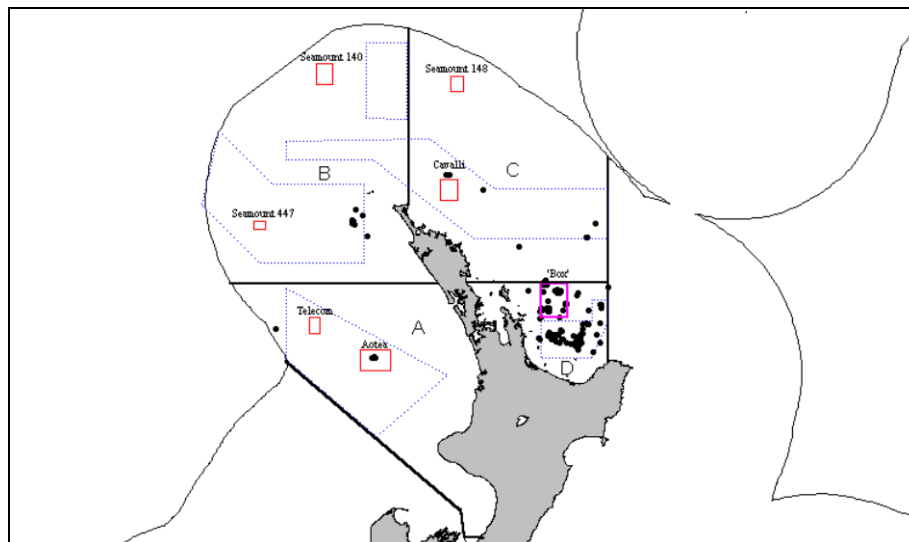 Seamount 140
Seamount 148
Cavalli
C
B
Seamount 447
'Box'
Telecom
A
Aotea
D